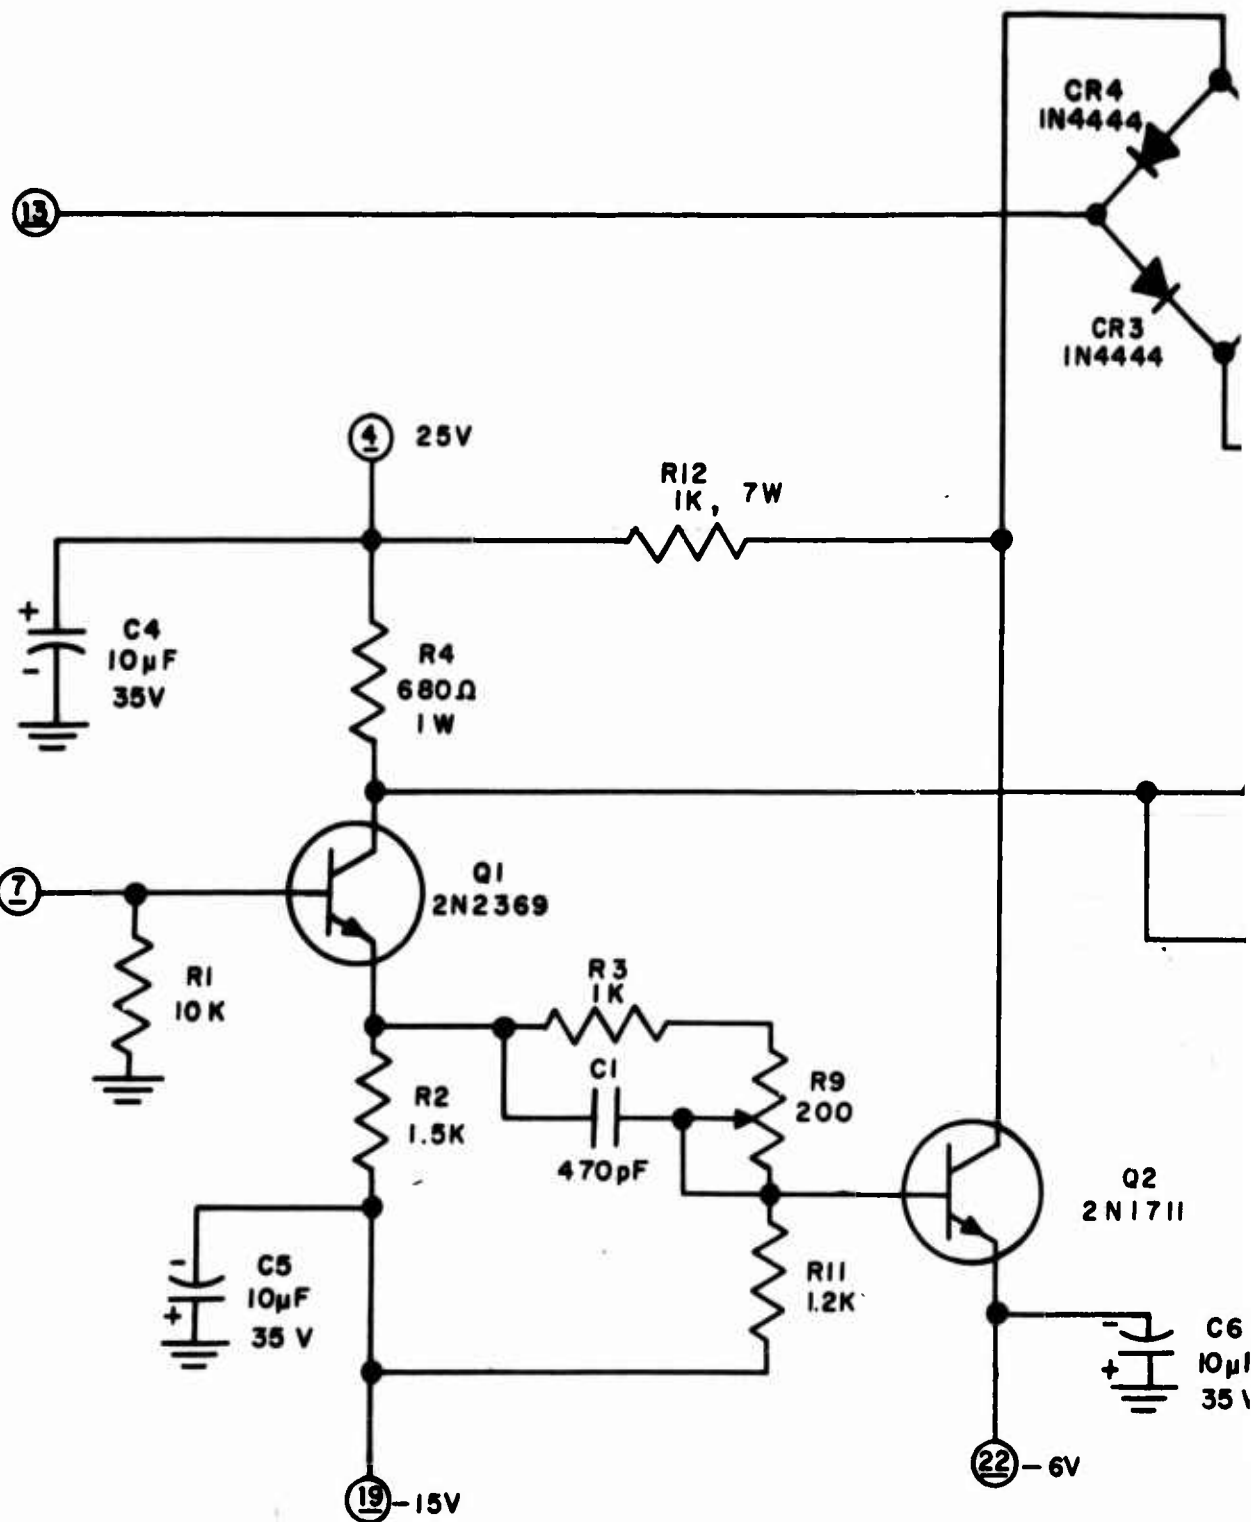 CR4
1N4444
13
CR3
1N4444
4 25V
R12
1K, 7W
+
-
C4
10µF
35V
R4
680Ω
1W
7
Q1
2N2369
R1
10K
R3
1K
C1
470pF
R9
200
R2
1.5K
Q2
2N1711
-
+
C5
10µF
35V
R11
1.2K
-
+
C6
10µ
35
22 -6V
19 -15V